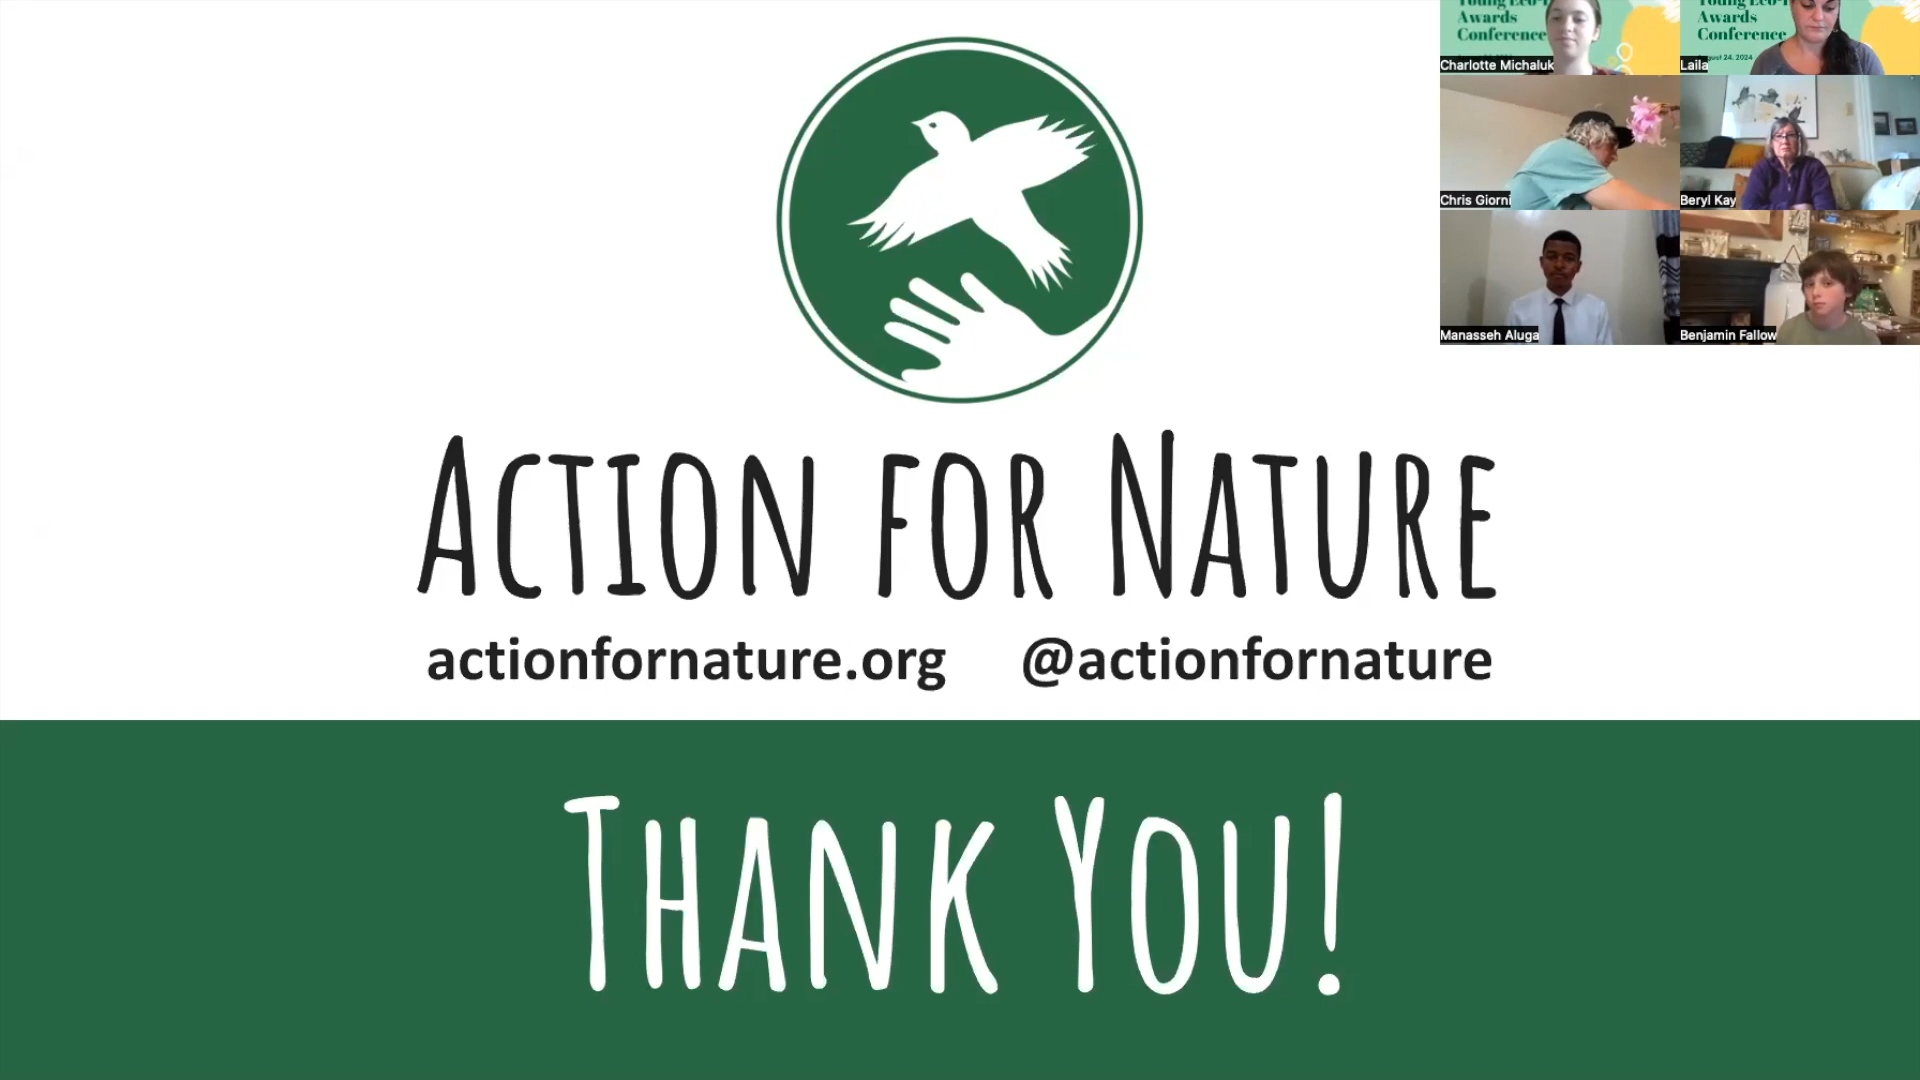 Action for Nature
actionfornature.org @actionfornature
Thank You!
Awards
Conference
Charlotte Michaluk
Awards
Conference
2024
Laila
Chris Giorni
Beryl Kay
Manasseh Aluga
Benjamin Fallow